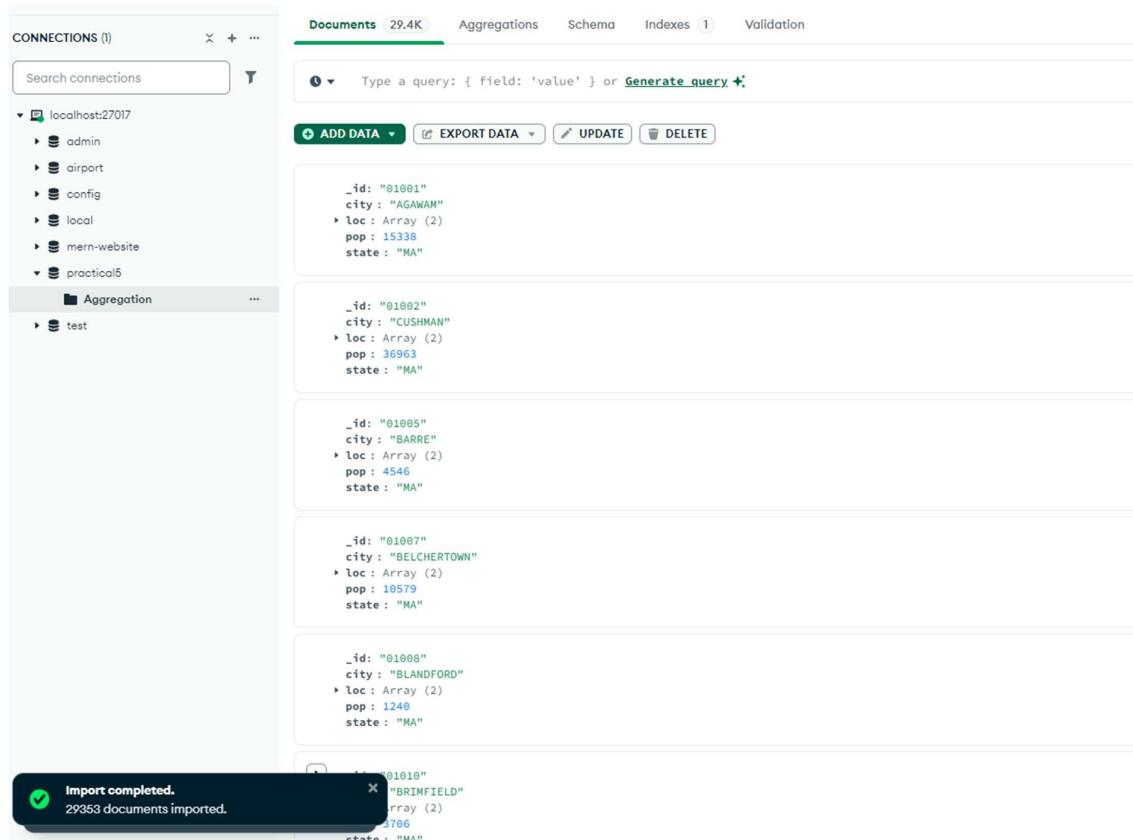 CONNECTIONS (1)
Search connections
localhost:27017
admin
airport
config
local
mern-website
practical5
Aggregation
test
Documents 29.4K Aggregations Schema Indexes 1 Validation
Type a query: { field: 'value' } or Generate query
ADD DATA EXPORT DATA UPDATE DELETE
_id: "01001"
city : "AGAWAM"
loc : Array (2)
pop : 15338
state : "MA"
_id: "01002"
city : "CUSHMAN"
loc : Array (2)
pop : 36963
state : "MA"
_id: "01005"
city : "BARRE"
loc : Array (2)
pop : 4546
state : "MA"
_id: "01007"
city : "BELCHERTOWN"
loc : Array (2)
pop : 10579
state : "MA"
_id: "01008"
city : "BLANDFORD"
loc : Array (2)
pop : 1240
state : "MA"
"01010"
"BRIMFIELD"
rray (2)
3706
state : "MA"
Import completed.
29353 documents imported.